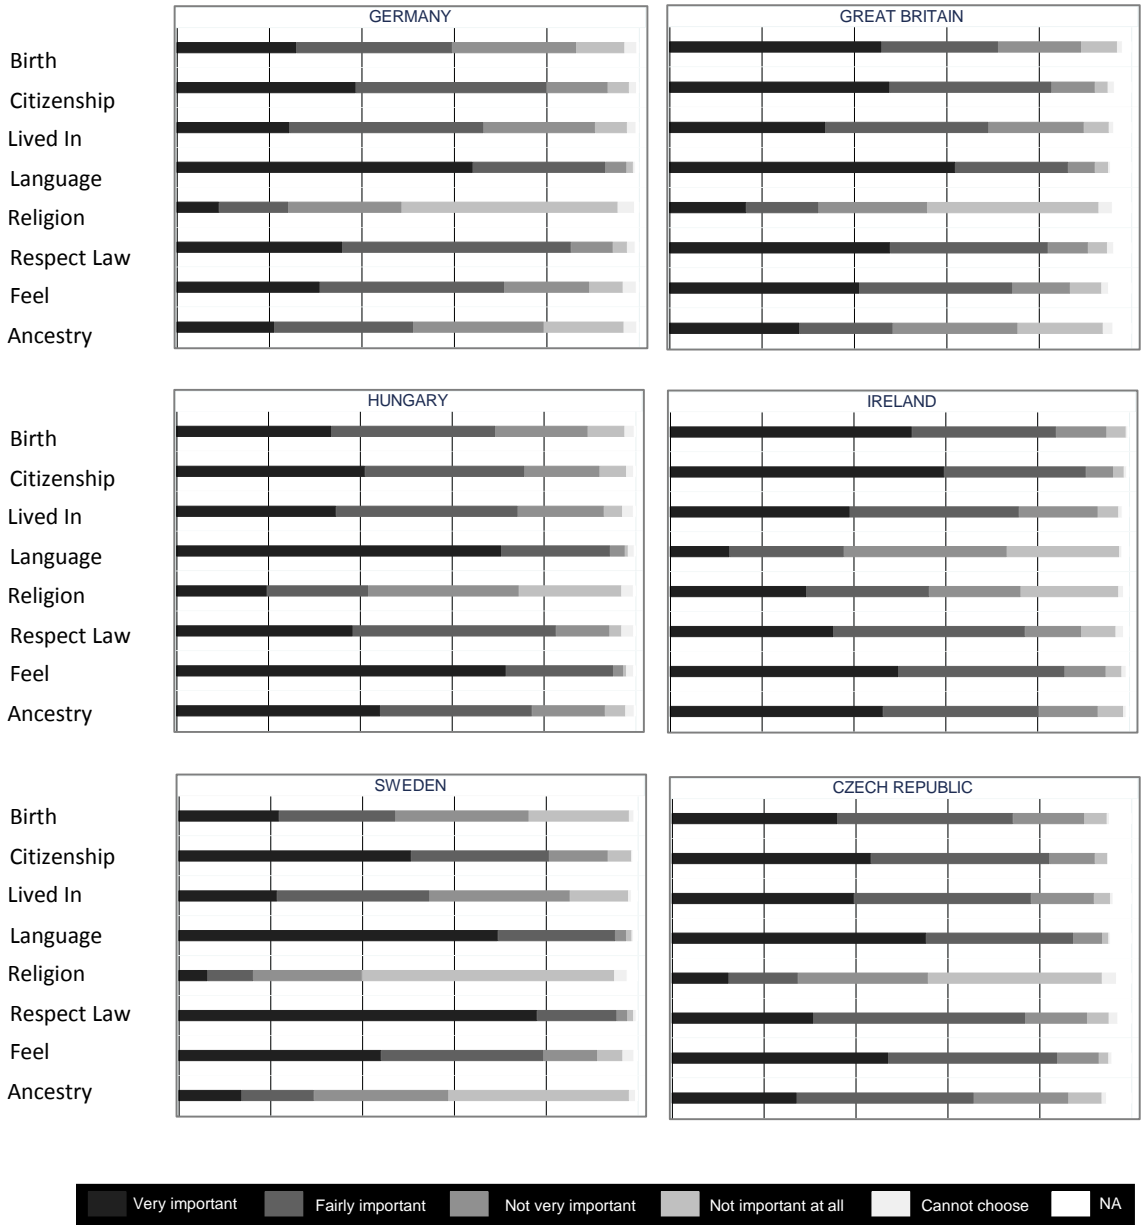 GERMANY GREAT BRITAIN
Birth
Citizenship
Lived In
Language
Religion
Respect Law
Feel
Ancestry
HUNGARY IRELAND
Birth
Citizenship
Lived In
Language
Religion
Respect Law
Feel
Ancestry
SWEDEN CZECH REPUBLIC
Birth
Citizenship
Lived In
Language
Religion
Respect Law
Feel
Ancestry
Very important Fairly important Not very important Not important at all Cannot choose NA